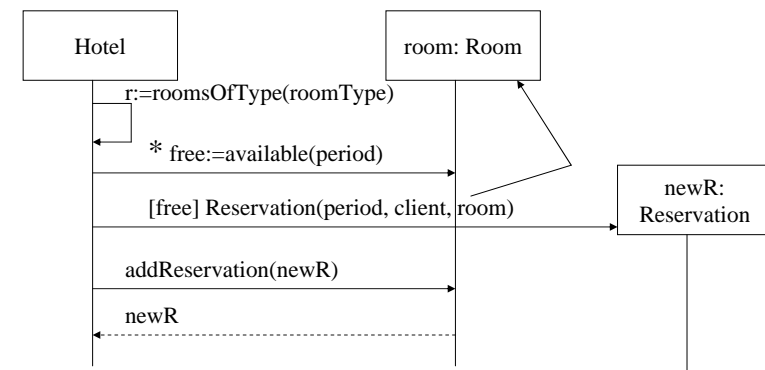 Hotel
room: Room
r:=roomsOfType(roomType)
* free:=available(period)
newR:
Reservation
[free] Reservation(period, client, room)
addReservation(newR)
newR